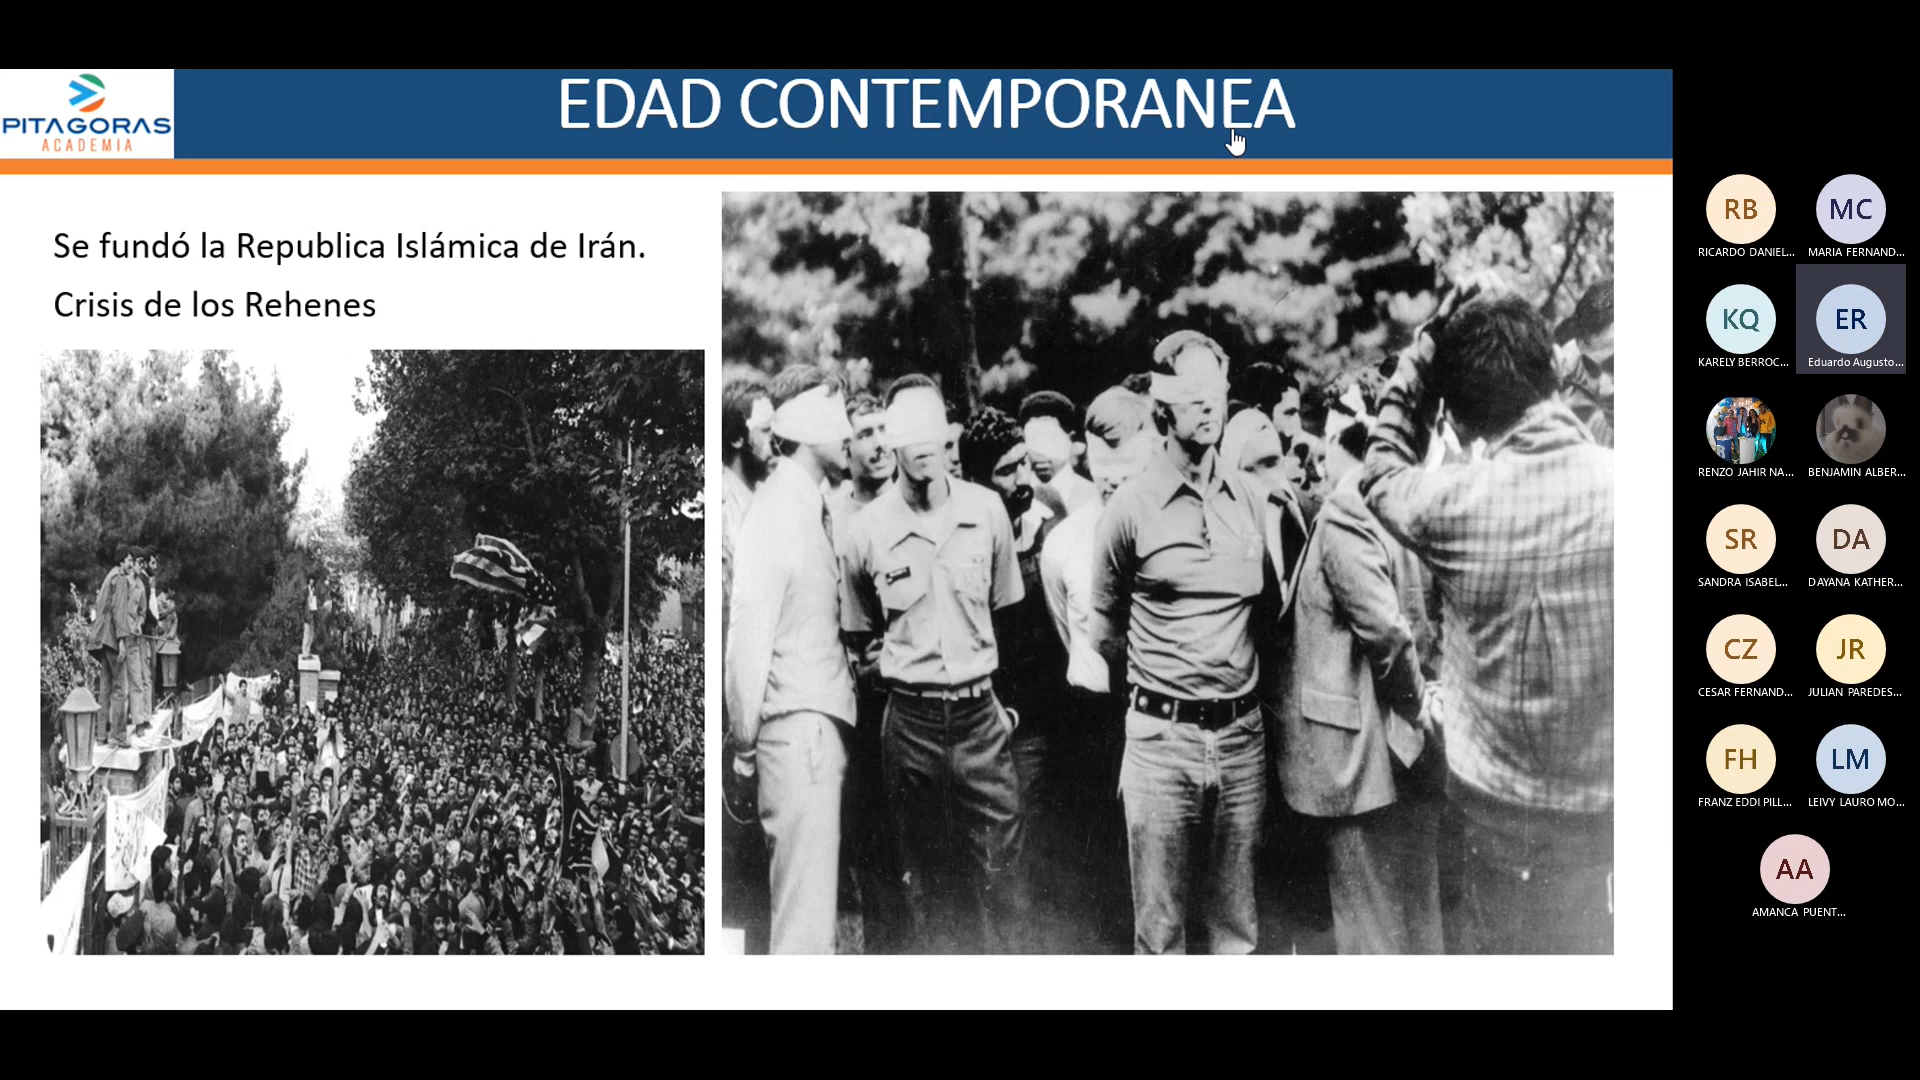 PITAGORAS
ACADEMIA
EDAD CONTEMPORANEA
Se fundó la Republica Islámica de Irán.
Crisis de los Rehenes
RB
RICARDO DANIEL...
MC
MARIA FERNAND...
KQ
KARELY BERROC...
ER
Eduardo Augusto...
RENZO JAHIR NA...
BENJAMIN ALBER...
SR
SANDRA ISABEL...
DA
DAYANA KATHER...
CZ
CESAR FERNAND...
JR
JULIAN PAREDES...
FH
FRANZ EDDI PILL...
LM
LEIVY LAURO MO...
AA
AMANCA PUENT...